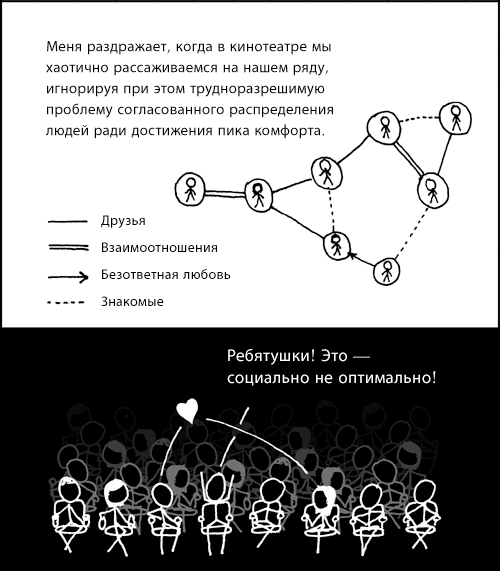 Меня раздражает, когда в кинотеатре мы
хаотично рассаживаемся на нашем ряду,
игнорируя при этом трудноразрешимую
проблему согласованного распределения
людей ради достижения пика комфорта.
Друзья
Взаимоотношения
Безответная любовь
Знакомые
Ребятушки! Это —
социально не оптимально!